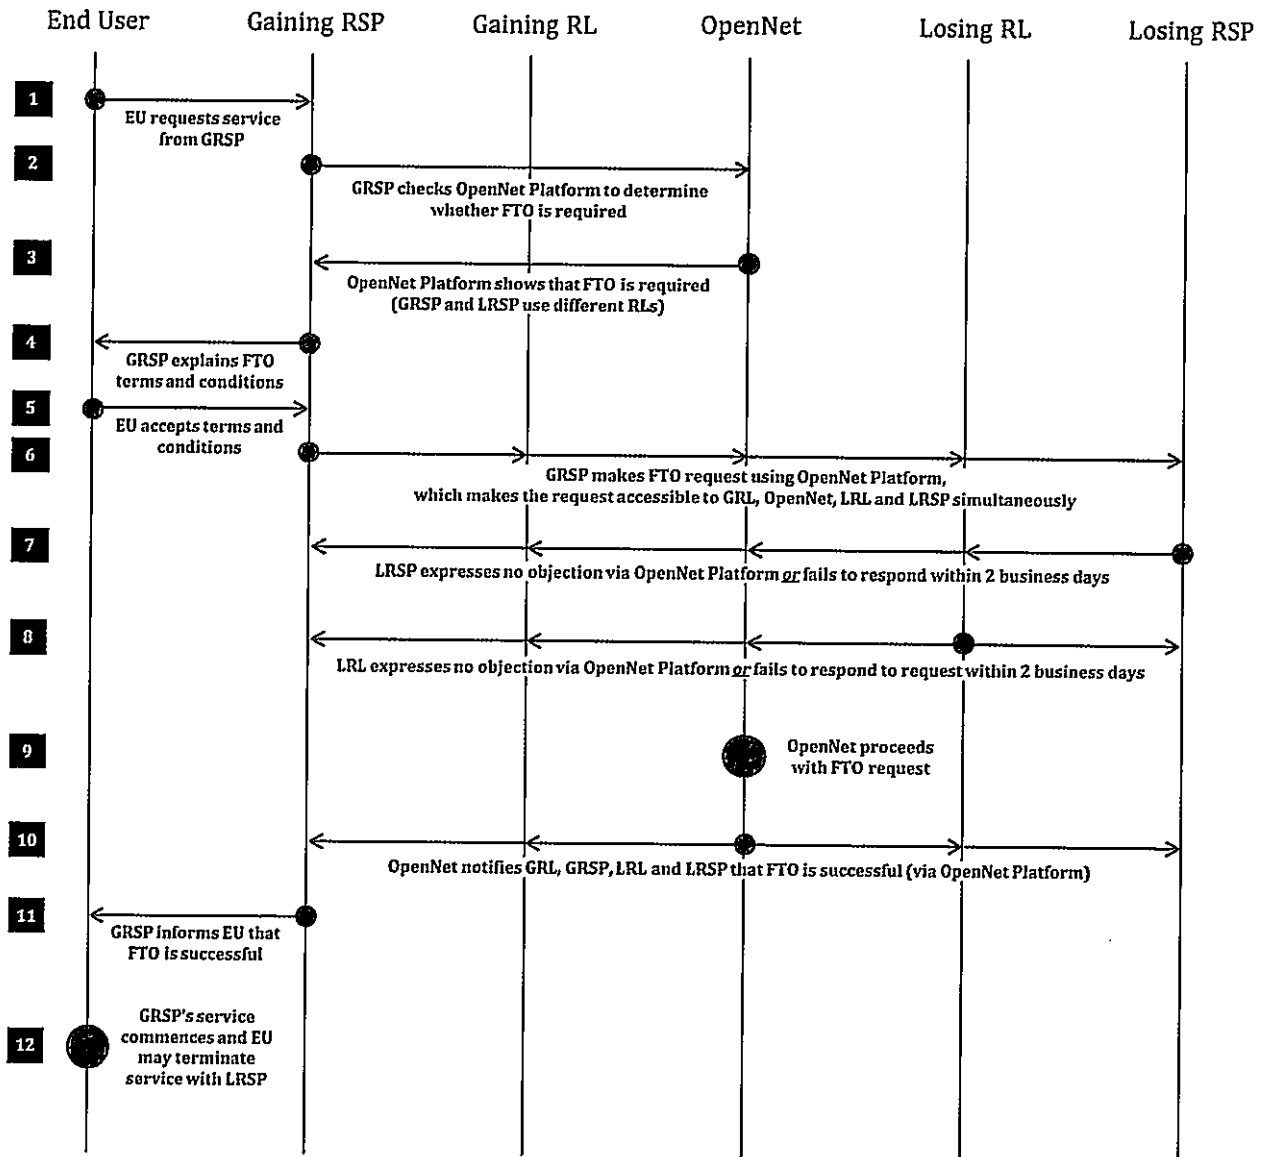 End User Gaining RSP Gaining RL OpenNet Losing RL Losing RSP
1
EU requests service
from GRSP
2
GRSP checks OpenNet Platform to determine
whether FTO is required
3
OpenNet Platform shows that FTO is required
(GRSP and LRSP use different RLs)
4
GRSP explains FTO
terms and conditions
5
EU accepts terms and
conditions
6
GRSP makes FTO request using OpenNet Platform,
which makes the request accessible to GRL, OpenNet, LRL and LRSP simultaneously
7
LRSP expresses no objection via OpenNet Platform or fails to respond within 2 business days
8
LRL expresses no objection via OpenNet Platform or fails to respond to request within 2 business days
9
OpenNet proceeds
with FTO request
10
OpenNet notifies GRL, GRSP, LRL and LRSP that FTO is successful (via OpenNet Platform)
11
GRSP informs EU that
FTO is successful
12
GRSP's service
commences and EU
may terminate
service with LRSP